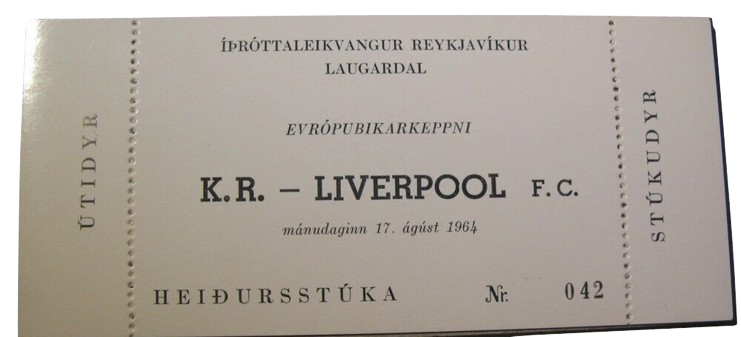 ÚTIDYR
ÍÞRÓTTALEIKVANGUR REYKJAVÍKUR
LAUGARDAL
EVRÓPUBIKARKEPPNI
K.R. – LIVERPOOL F.C.
mánudaginn 17. ágúst 1964
HEIÐURSSTÚKA Nr. 042
STÚKUDYR